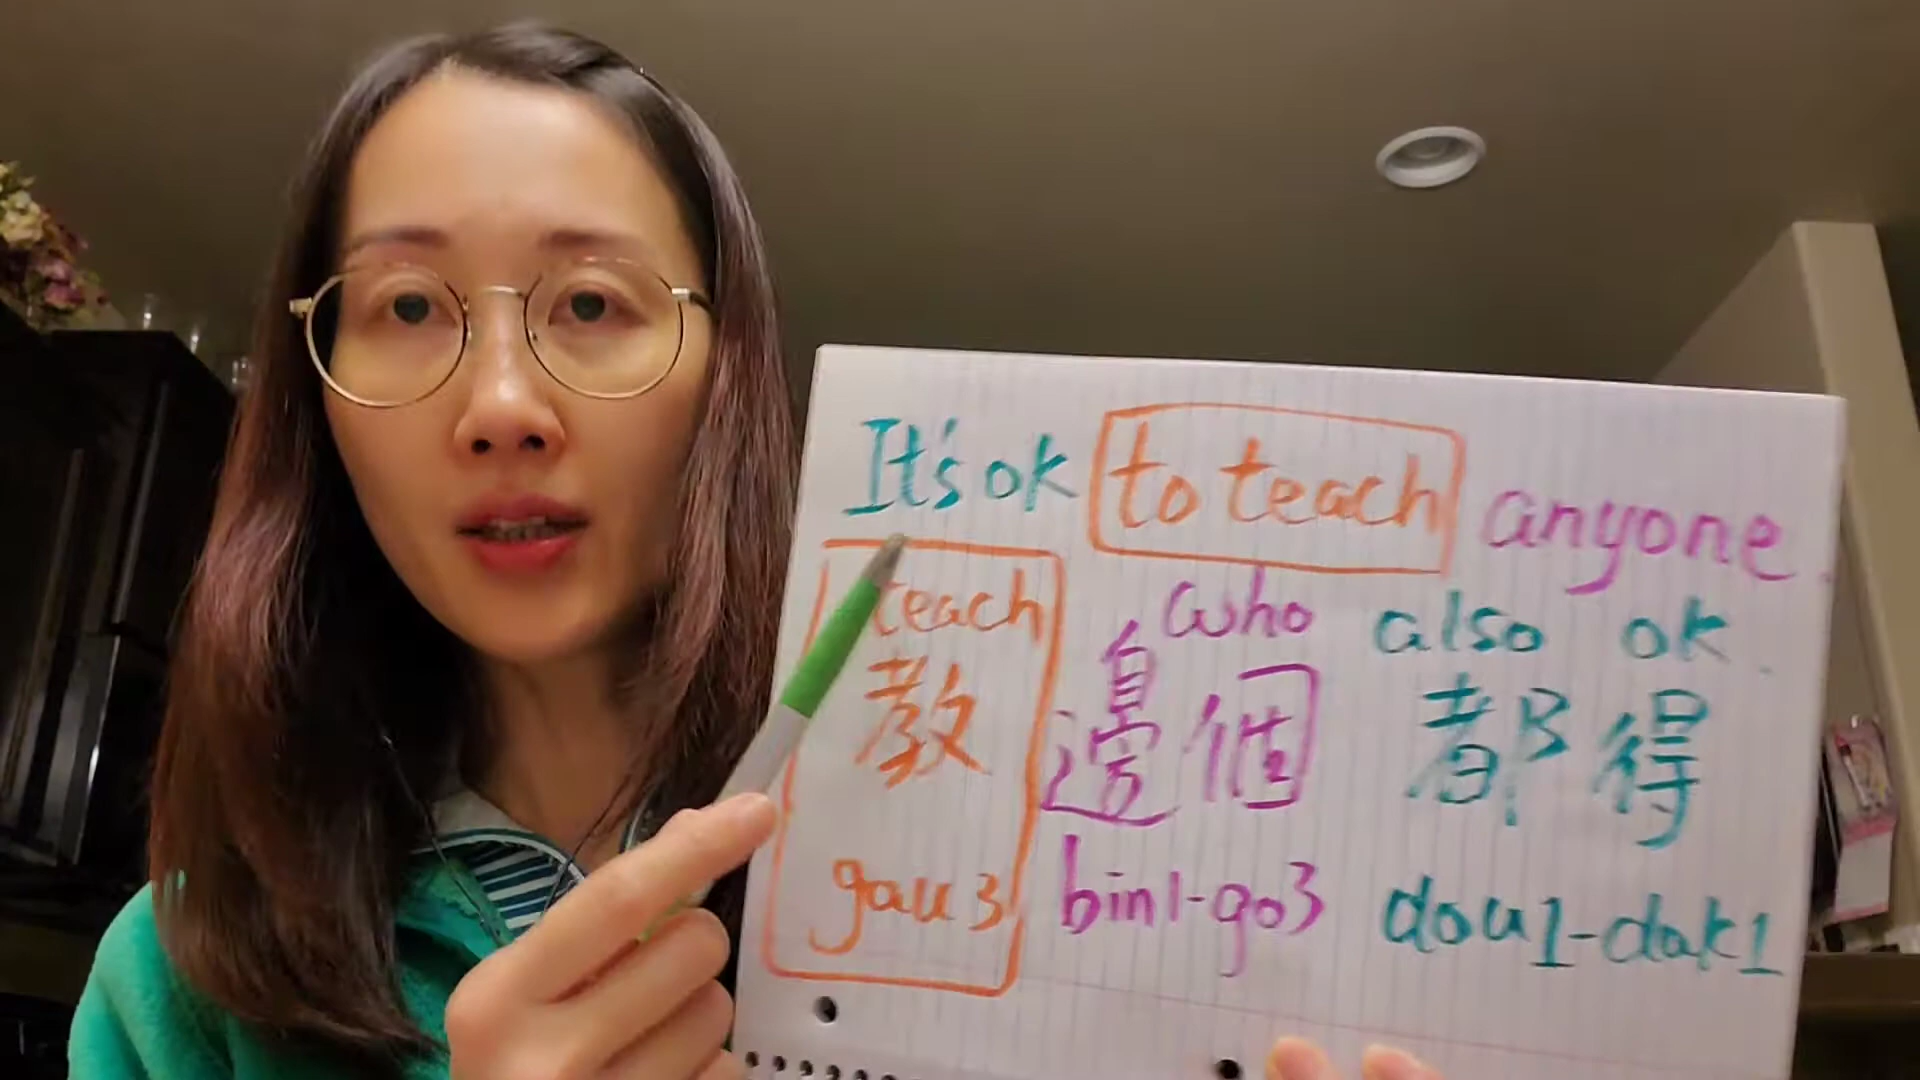 It's ok to teach anyone.
teach who also ok.
教 邊個 都得
gau3 bin1-go3 dou1-dak1